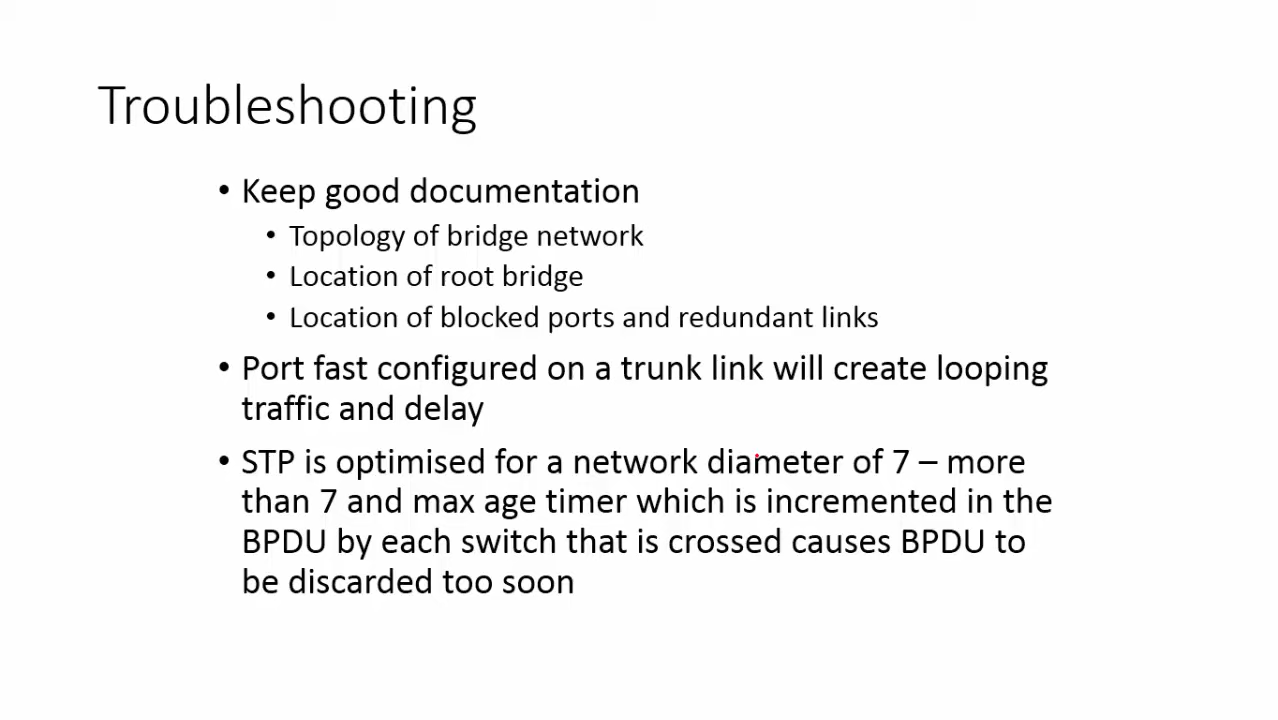 Troubleshooting
• Keep good documentation
• Topology of bridge network
• Location of root bridge
• Location of blocked ports and redundant links
• Port fast configured on a trunk link will create looping
traffic and delay
• STP is optimised for a network diameter of 7 – more
than 7 and max age timer which is incremented in the
BPDU by each switch that is crossed causes BPDU to
be discarded too soon